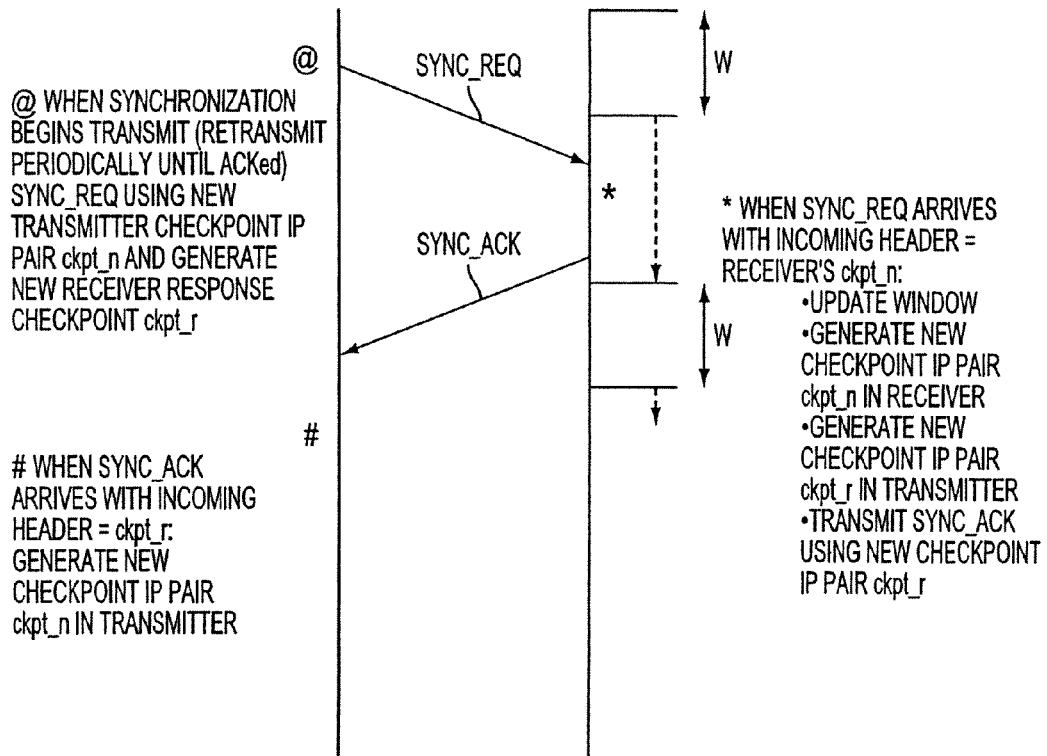 @
@ WHEN SYNCHRONIZATION
BEGINS TRANSMIT (RETRANSMIT
PERIODICALLY UNTIL ACKed)
SYNC_REQ USING NEW
TRANSMITTER CHECKPOINT IP
PAIR ckpt_n AND GENERATE
NEW RECEIVER RESPONSE
CHECKPOINT ckpt_r
#
# WHEN SYNC_ACK
ARRIVES WITH INCOMING
HEADER = ckpt_r:
GENERATE NEW
CHECKPOINT IP PAIR
ckpt_n IN TRANSMITTER
SYNC_REQ
SYNC_ACK
*
W
W
* WHEN SYNC_REQ ARRIVES
WITH INCOMING HEADER =
RECEIVER'S ckpt_n:
•UPDATE WINDOW
•GENERATE NEW
CHECKPOINT IP PAIR
ckpt_n IN RECEIVER
•GENERATE NEW
CHECKPOINT IP PAIR
ckpt_r IN TRANSMITTER
•TRANSMIT SYNC_ACK
USING NEW CHECKPOINT
IP PAIR ckpt_r